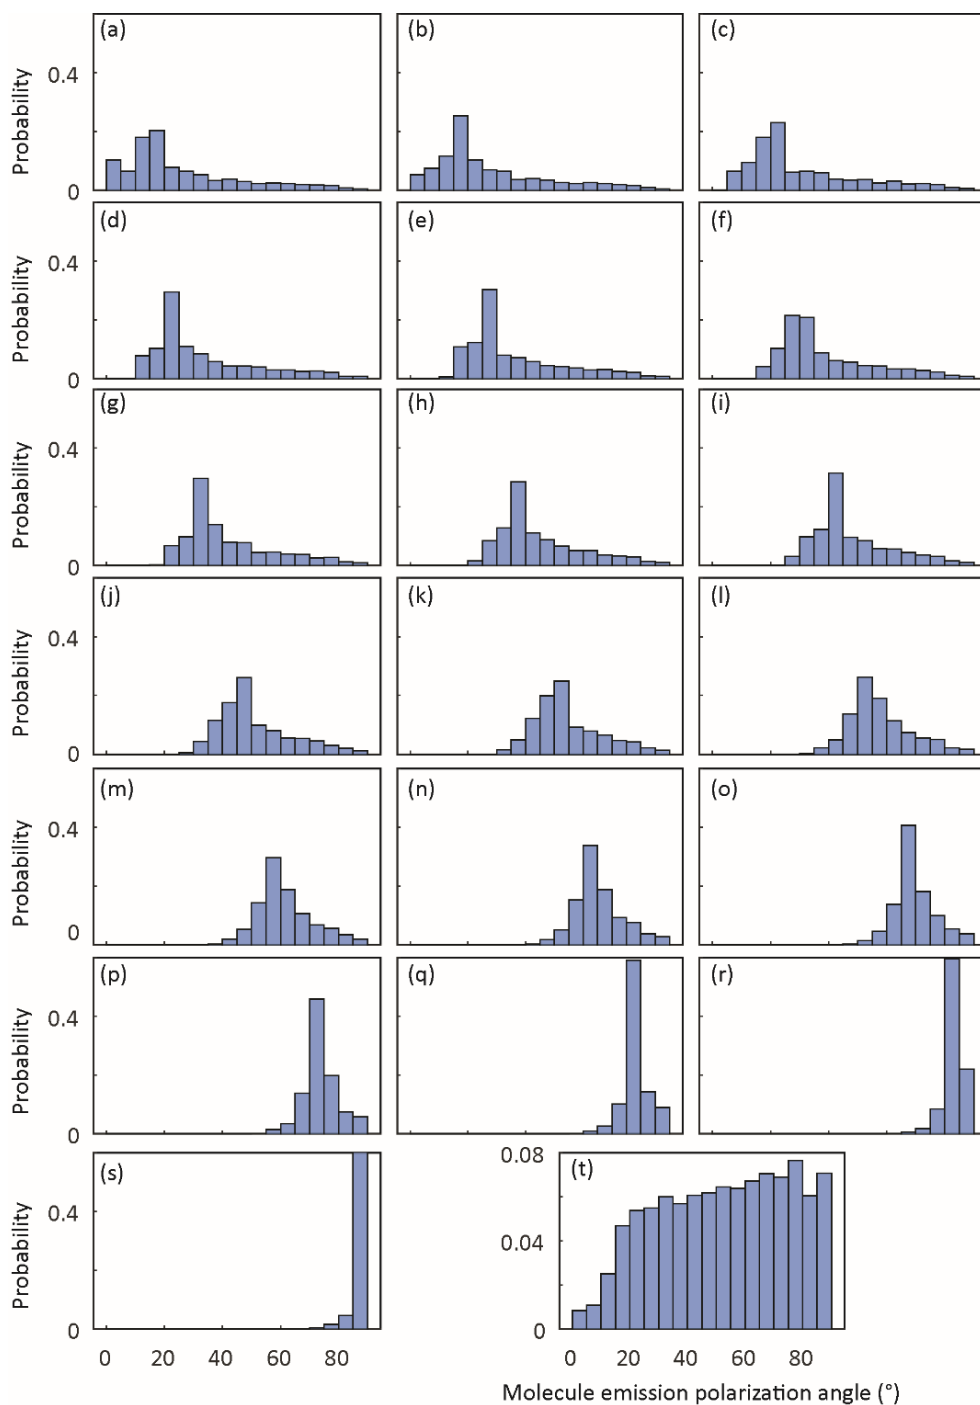 (a) (b) (c)
Probability
0.4
0
(d) (e) (f)
Probability
0.4
0
(g) (h) (i)
Probability
0.4
0
(j) (k) (l)
Probability
0.4
0
(m) (n) (o)
Probability
0.4
0
(p) (q) (r)
Probability
0.4
0
(s)
Probability
0.4
0
0 20 40 60 80
(t)
0.08
0.04
0
0 20 40 60 80
Molecule emission polarization angle (°)